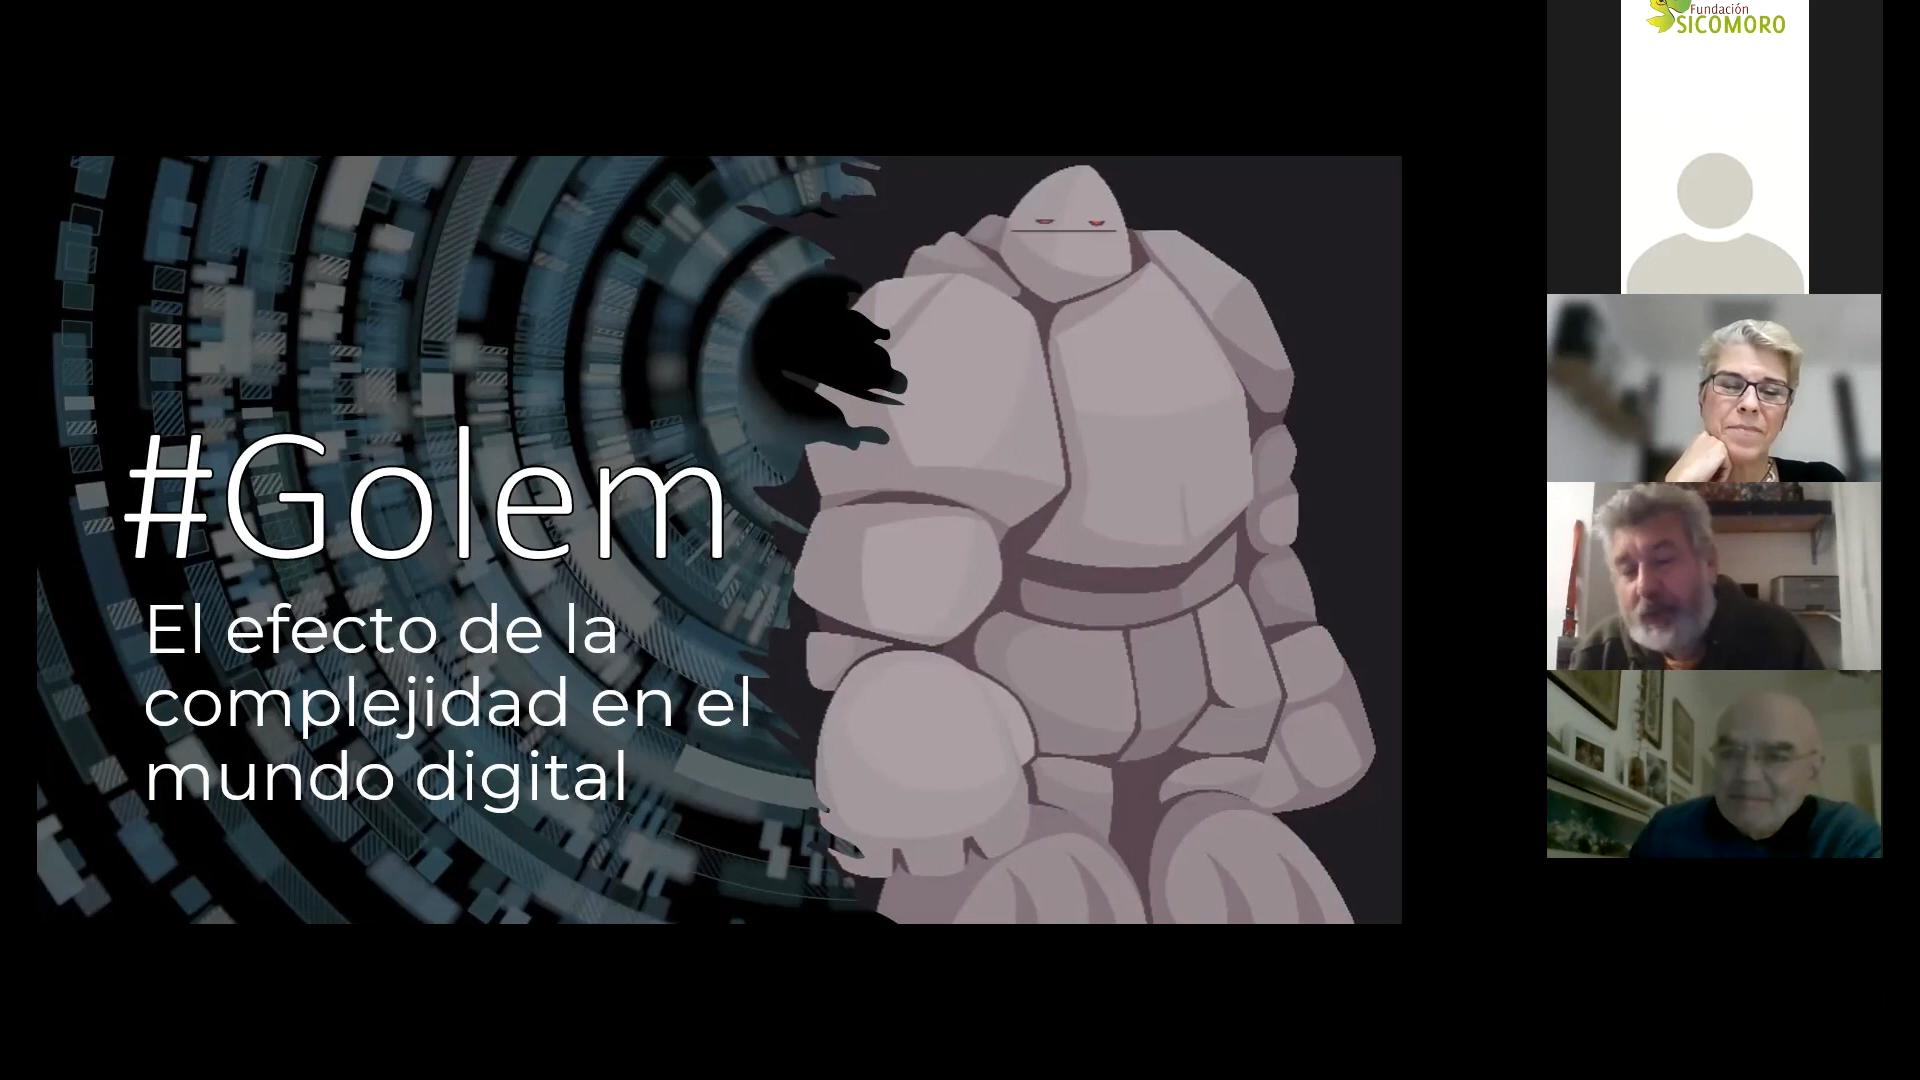 #Golem
El efecto de la
complejidad en el
mundo digital
Fundación
SICOMORO